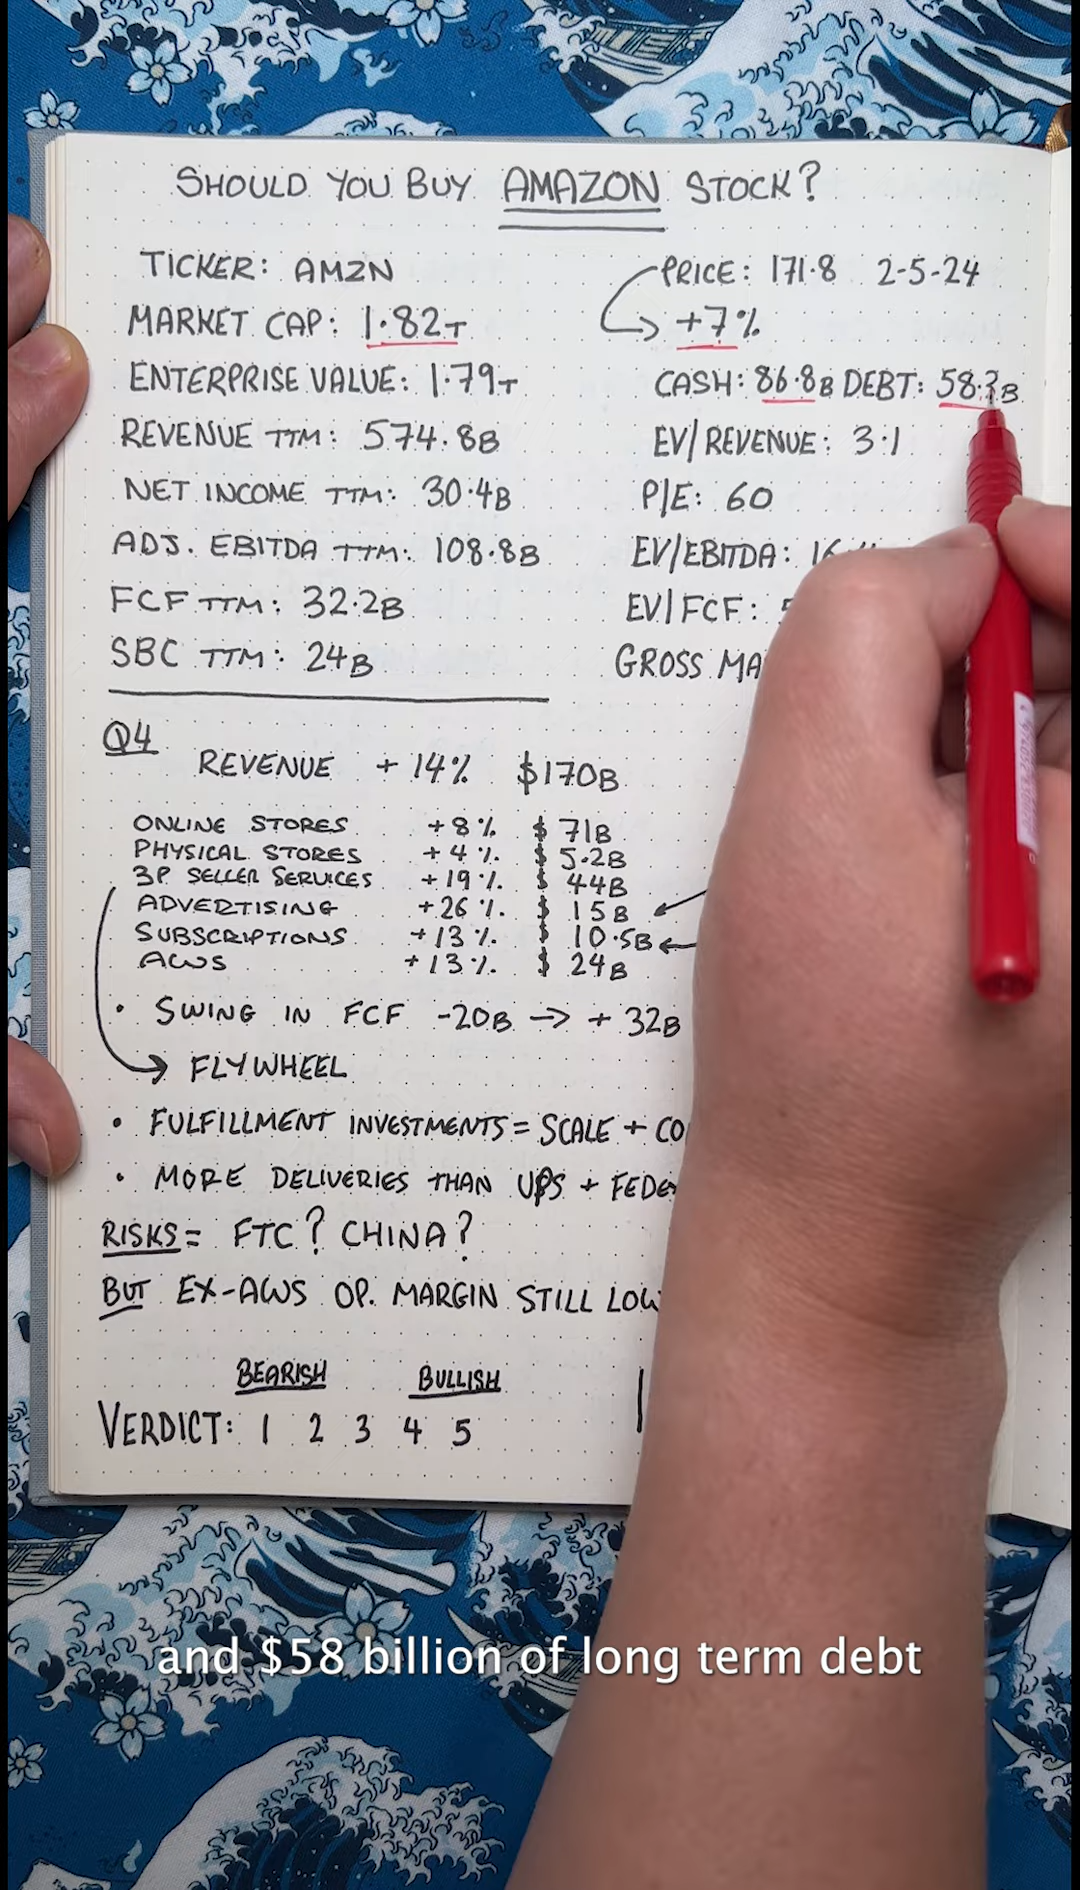 SHOULD YOU BUY AMAZON STOCK?
TICKER: AMZN
MARKET CAP: 1.82T
ENTERPRISE VALUE: 1.79T
REVENUE TTM: 574.8B
NET INCOME TTM: 30.4B
ADJ. EBITDA TTM: 108.8B
FCF TTM: 32.2B
SBC TTM: 24B
PRICE: 171.8 2-5-24
+7%
CASH: 86.8B DEBT:
EV/REVENUE: 3.1
P/E: 60
EV/EBITDA:
EV/FCF:
GROSS
Q4
REVENUE +14% $170B
ONLINE STORES +8% $71B
PHYSICAL STORES +4% $5.2B
3P SELLER SERVICES +19% $44B
ADVERTISING +26% $15B
SUBSCRIPTIONS +13% $10.5B
AWS +13% $24B
• SWING IN FCF -20B → +32B
→ FLYWHEEL
• FULFILLMENT INVESTMENTS = SCALE +
• MORE DELIVERIES THAN UPS +
RISKS = FTC? CHINA?
BUT EX-AWS OP. MARGIN STILL LOW
BEARISH BULLISH
VERDICT: 1 2 3 4 5
and $58 billion of long term debt